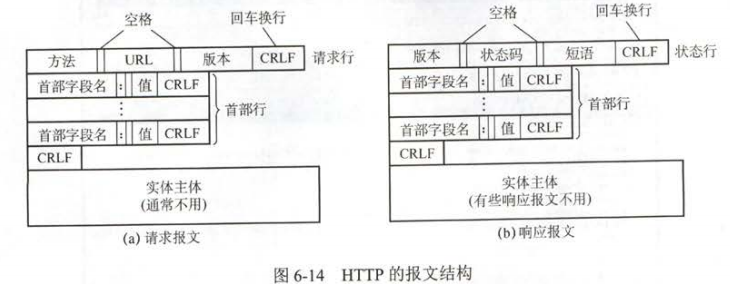 空格 回车换行
方法 URL 版本 CRLF 请求行
首部字段名 : 值 CRLF
⋮
首部字段名 : 值 CRLF
首部行
CRLF
实体主体
(通常不用)
(a) 请求报文
空格 回车换行
版本 状态码 短语 CRLF 状态行
首部字段名 : 值 CRLF
⋮
首部字段名 : 值 CRLF
首部行
CRLF
实体主体
(有些响应报文不用)
(b) 响应报文
图 6-14 HTTP 的报文结构